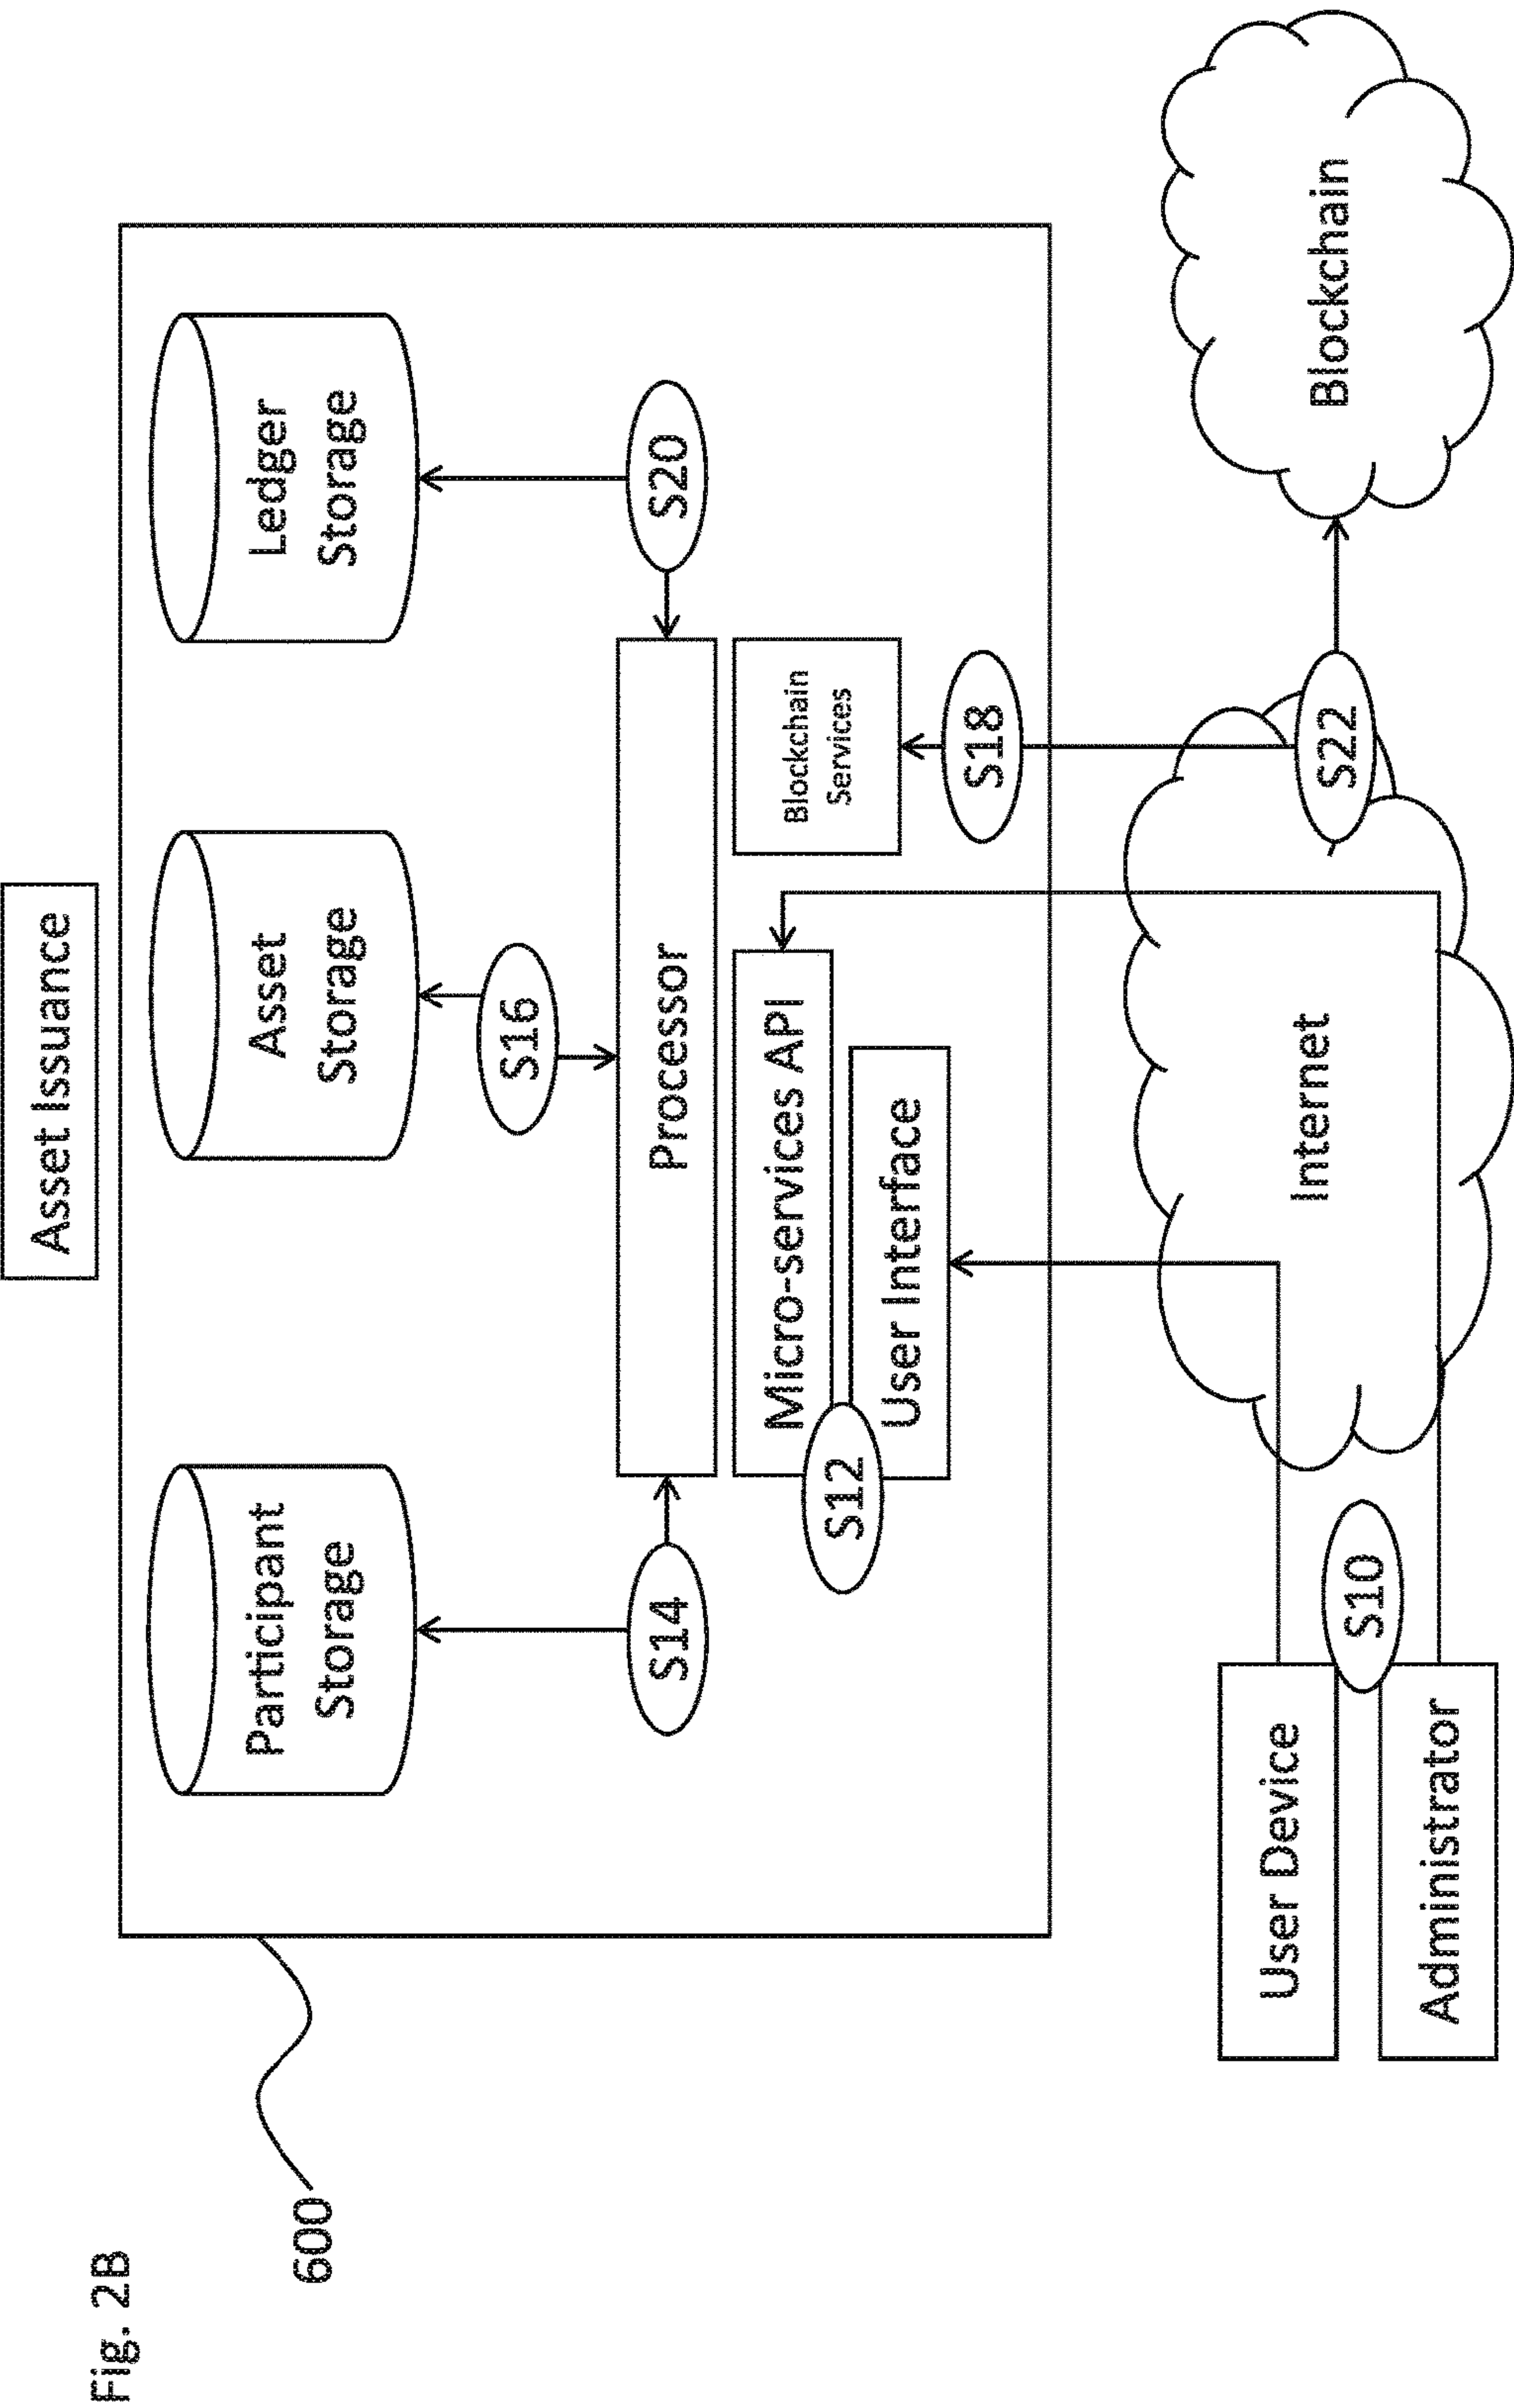 Fig. 2B
Asset Issuance
600
Participant
Storage
Asset
Storage
Ledger
Storage
S16
S14
Processor
S20
Micro-services API
Blockchain
Services
S12
User Interface
S18
User Device
S10
Administrator
Internet
S22
Blockchain